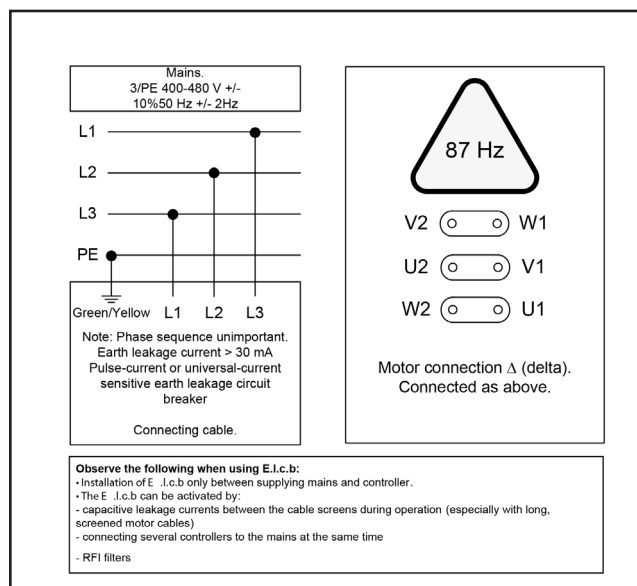 Mains.
3/PE 400-480 V +/-
10%50 Hz +/- 2Hz
L1
L2
L3
PE
Green/Yellow L1 L2 L3
Note: Phase sequence unimportant.
Earth leakage current > 30 mA
Pulse-current or universal-current
sensitive earth leakage circuit
breaker
Connecting cable.
87 Hz
V2 W1
U2 V1
W2 U1
Motor connection Δ (delta).
Connected as above.
Observe the following when using E.l.c.b:
• Installation of E .l.c.b only between supplying mains and controller.
• The E .l.c.b can be activated by:
- capacitive leakage currents between the cable screens during operation (especially with long,
screened motor cables)
- connecting several controllers to the mains at the same time
- RFI filters